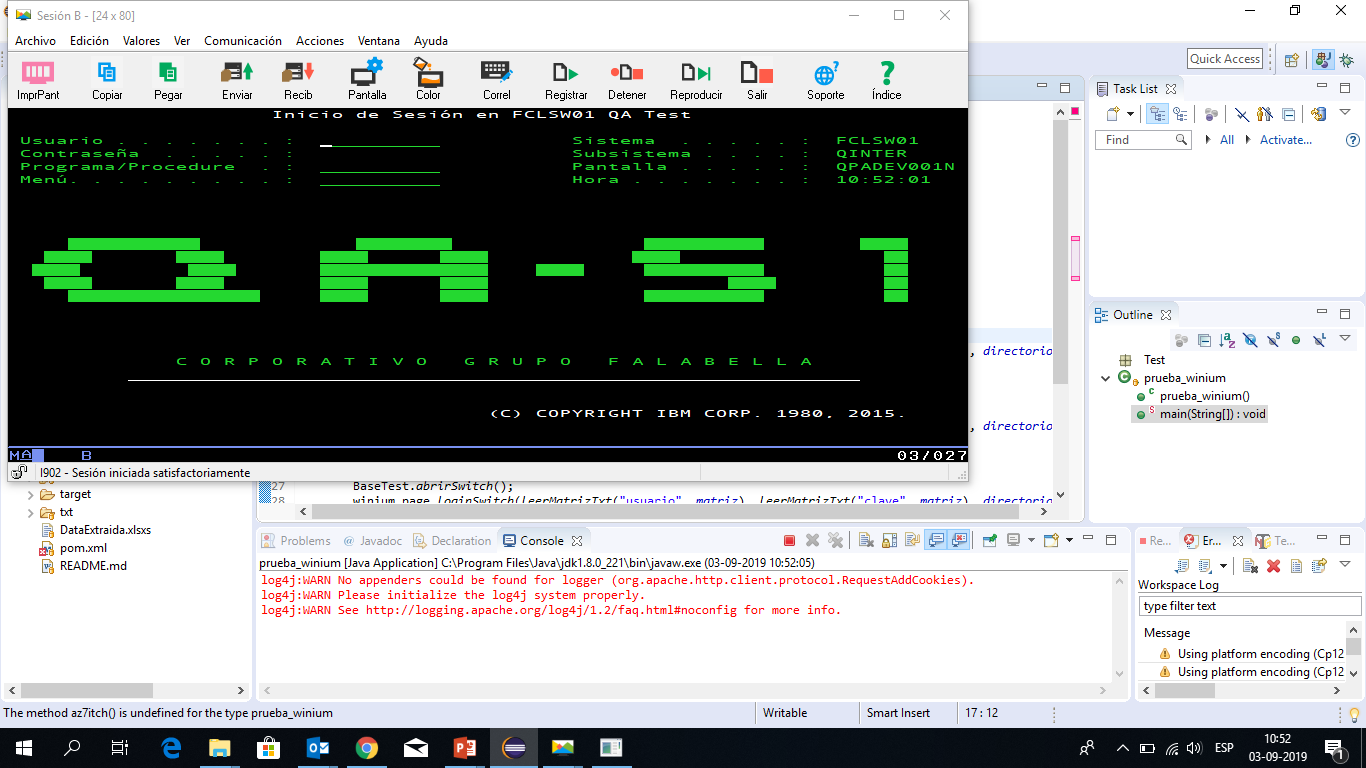 Sesión B - [24 x 80]
Archivo Edición Valores Ver Comunicación Acciones Ventana Ayuda
ImprPant Copiar Pegar Enviar Recib Pantalla Color Correl Registrar Detener Reproducir Salir Soporte Índice
Inicio de Sesión en FCLSW01 QA Test
Usuario . . . . . . : Sistema . . . . . : FCLSW01
Contraseña . . . . . : Subsistema . . . . : QINTER
Programa/Procedure . : Pantalla . . . . . : QPADEV001N
Menú. . . . . . . . : Hora . . . . . . : 10:52:01
QA-S1
CORPORATIVO GRUPO FALABELLA
(C) COPYRIGHT IBM CORP. 1980, 2015.
MA B 03/027
I902 - Sesión iniciada satisfactoriamente
Quick Access
Task List
Find All Activate...
, directorio
, directorio
Outline
Test
prueba_winium
prueba_winium()
main(String[]) : void
27 BaseTest.abrirSwitch();
28 winium_page.loginSwitch(leerMatrizTxt("usuario", matriz), leerMatrizTxt("clave", matriz), directorio
target
txt
DataExtraida.xlsxs
pom.xml
README.md
Problems Javadoc Declaration Console
prueba_winium [Java Application] C:\Program Files\Java\jdk1.8.0_221\bin\javaw.exe (03-09-2019 10:52:05)
log4j:WARN No appenders could be found for logger (org.apache.http.client.protocol.RequestAddCookies).
log4j:WARN Please initialize the log4j system properly.
log4j:WARN See http://logging.apache.org/log4j/1.2/faq.html#noconfig for more info.
Re... Er... Te...
Workspace Log
type filter text
Message
Using platform encoding (Cp12
Using platform encoding (Cp12
The method az7itch() is undefined for the type prueba_winium
Writable Smart Insert 17 : 12
ESP 10:52
03-09-2019
1